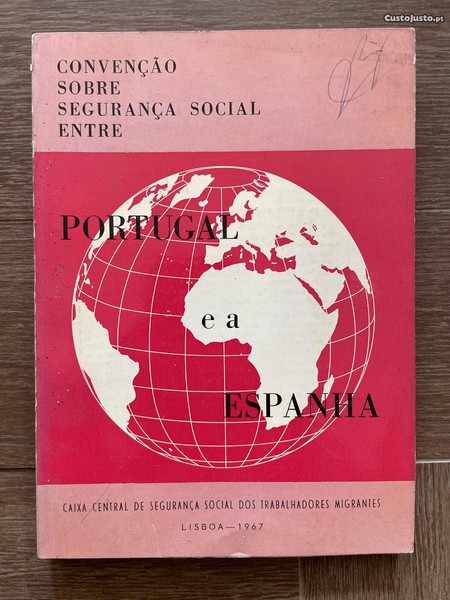 CustoJusto.pt
CONVENÇÃO
SOBRE
SEGURANÇA SOCIAL
ENTRE
PORTUGAL
e a
ESPANHA
CAIXA CENTRAL DE SEGURANÇA SOCIAL DOS TRABALHADORES MIGRANTES
LISBOA—1967